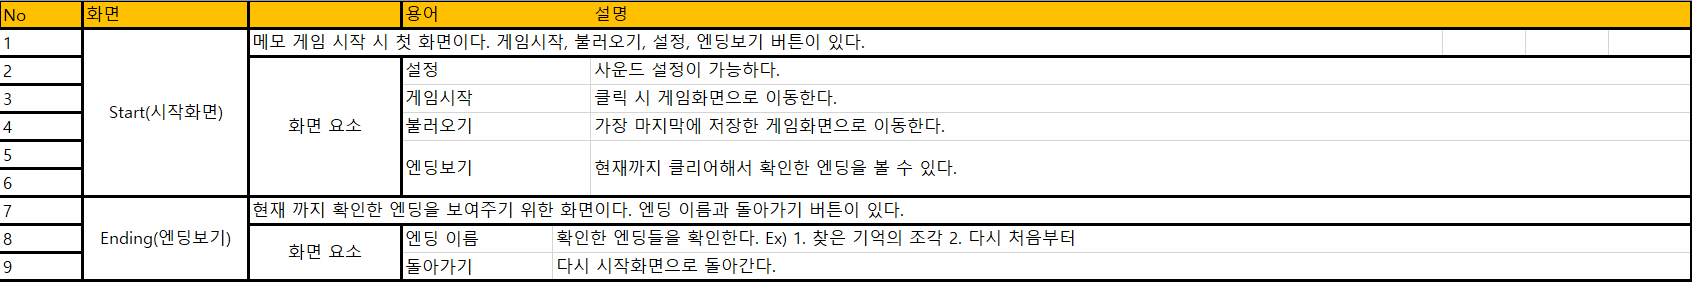 No 화면 용어 설명
1 메모 게임 시작 시 첫 화면이다. 게임시작, 불러오기, 설정, 엔딩보기 버튼이 있다.
2 설정 사운드 설정이 가능하다.
3 게임시작 클릭 시 게임화면으로 이동한다.
Start(시작화면)
화면 요소
4 불러오기 가장 마지막에 저장한 게임화면으로 이동한다.
5
엔딩보기 현재까지 클리어해서 확인한 엔딩을 볼 수 있다.
6
7 현재 까지 확인한 엔딩을 보여주기 위한 화면이다. 엔딩 이름과 돌아가기 버튼이 있다.
8 Ending(엔딩보기) 엔딩 이름 확인한 엔딩들을 확인한다. Ex) 1. 찾은 기억의 조각 2. 다시 처음부터
화면 요소
9 돌아가기 다시 시작화면으로 돌아간다.